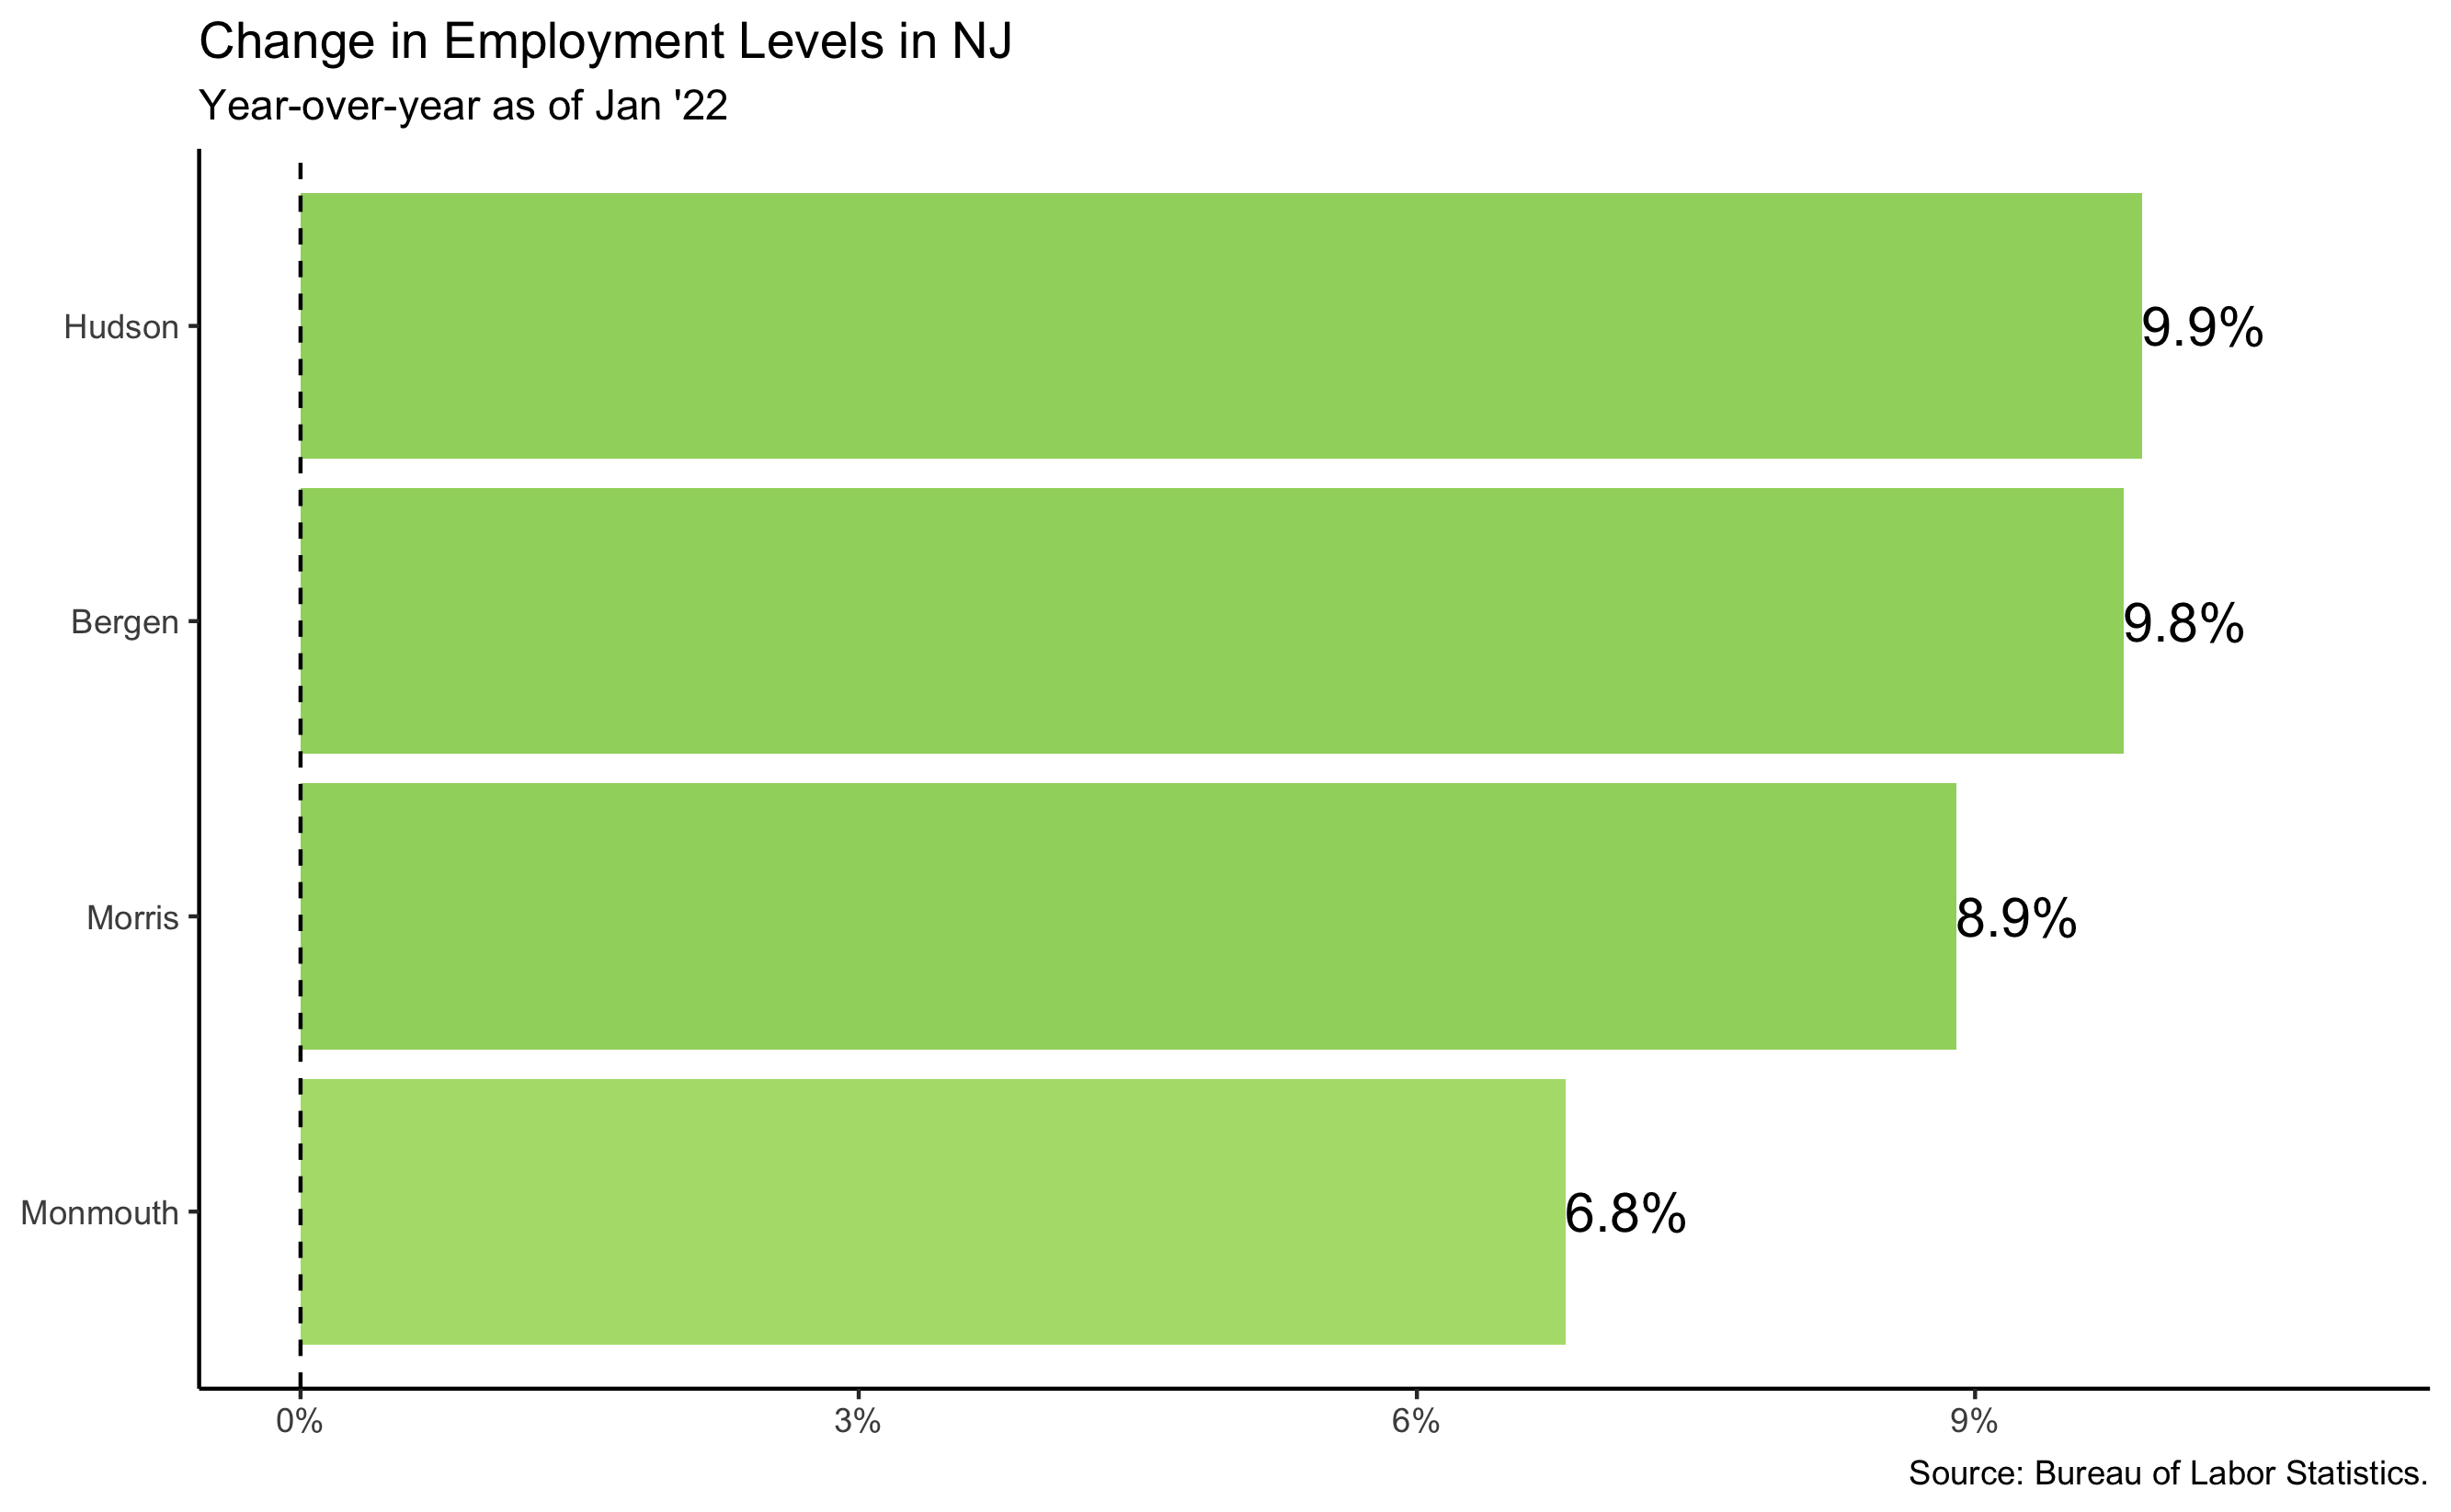 Change in Employment Levels in NJ
Year-over-year as of Jan '22
Hudson
9.9%
Bergen
9.8%
Morris
8.9%
Monmouth
6.8%
0% 3% 6% 9%
Source: Bureau of Labor Statistics.